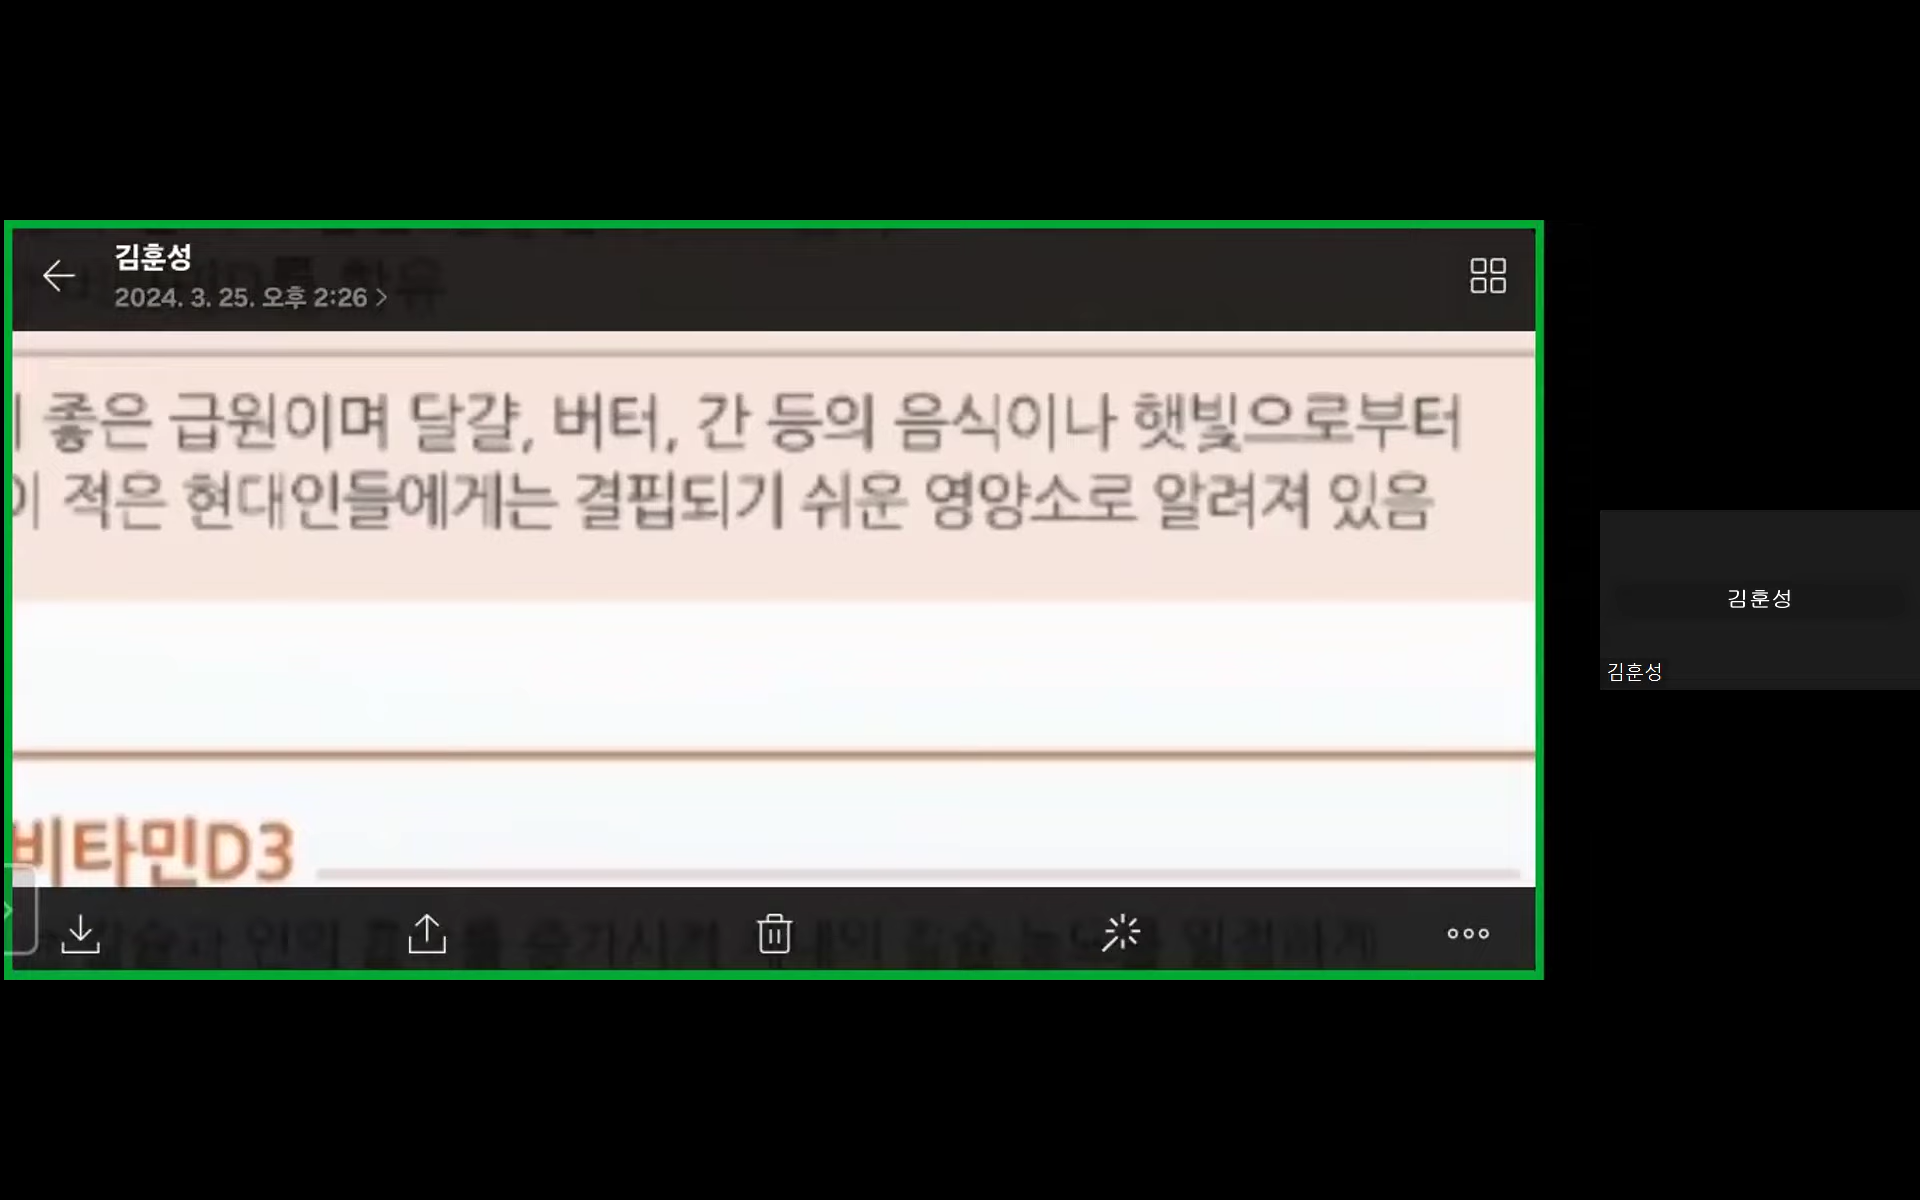 김훈성
2024. 3. 25. 오후 2:26 >
좋은 급원이며 달걀, 버터, 간 등의 음식이나 햇빛으로부터
이 적은 현대인들에게는 결핍되기 쉬운 영양소로 알려져 있음
비타민D3
김훈성
김훈성